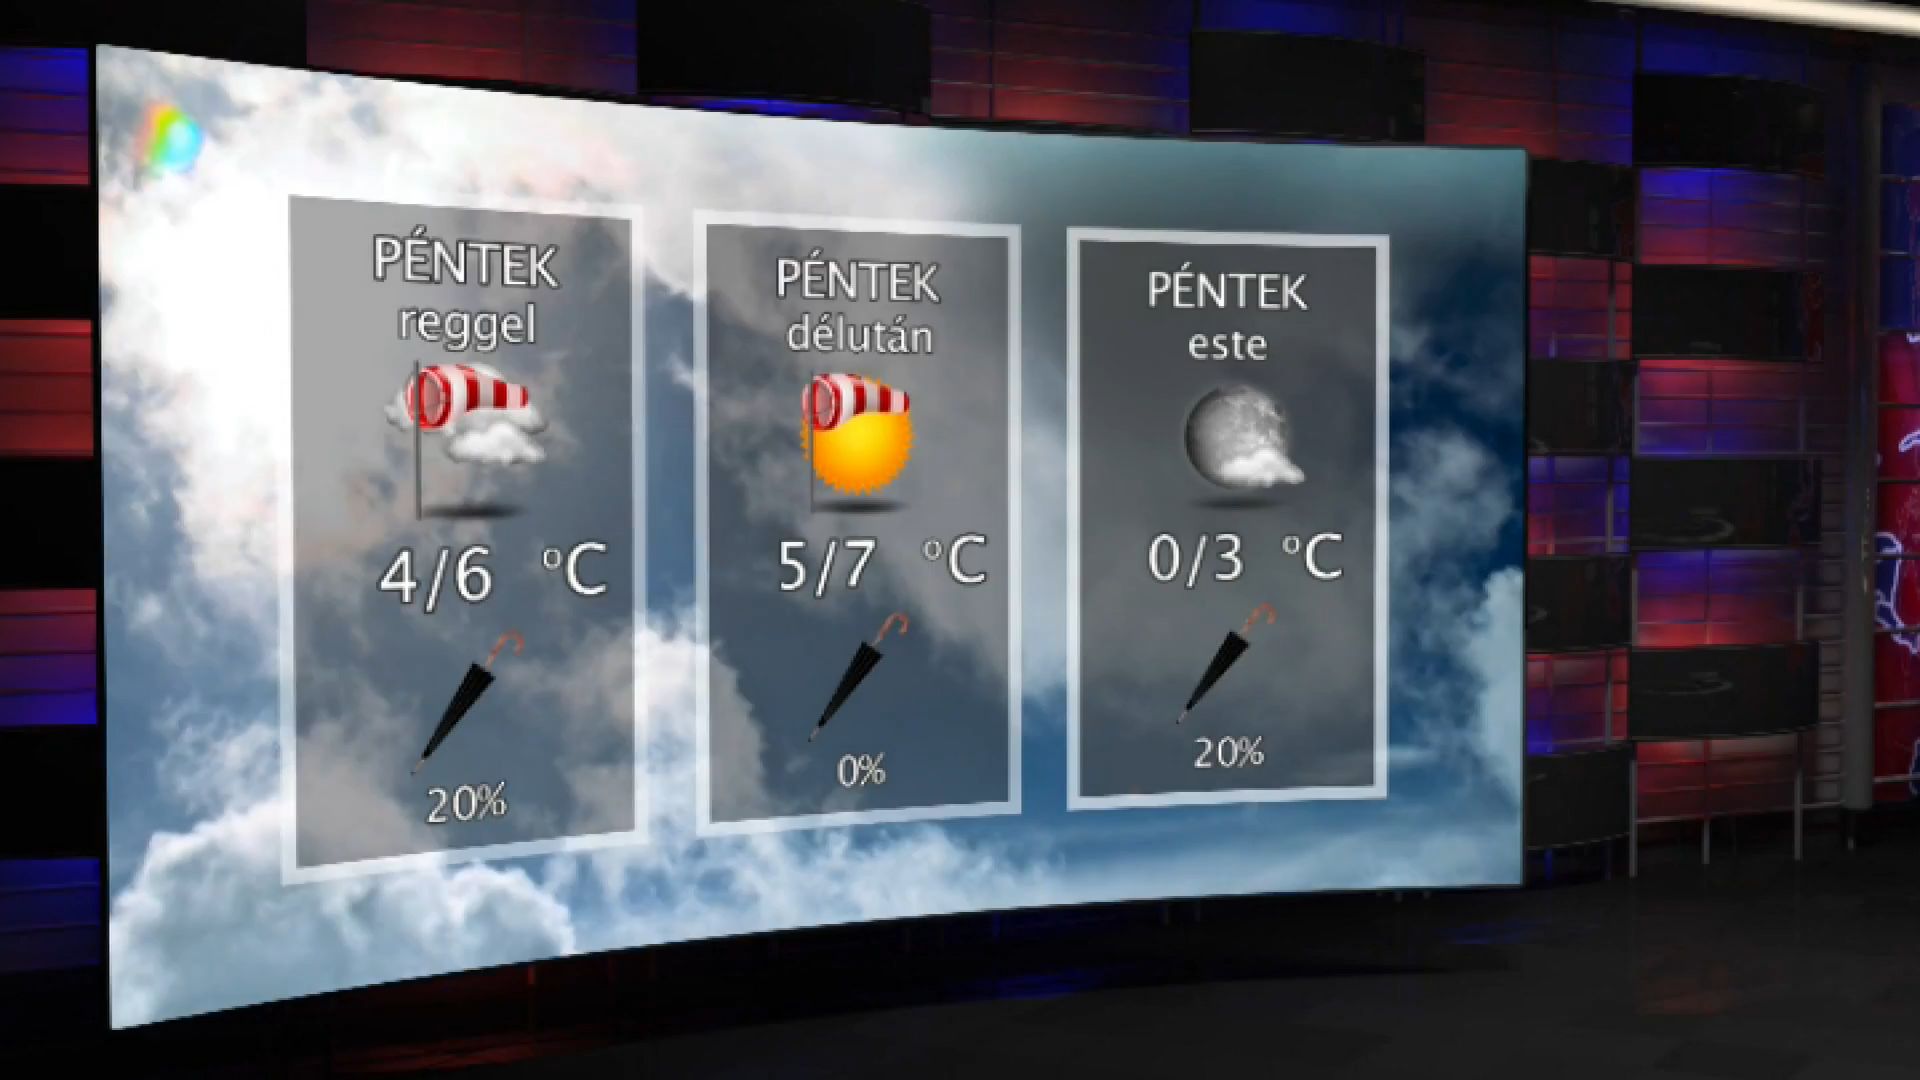 PÉNTEK
reggel
4/6 °C
20%
PÉNTEK
délután
5/7 °C
0%
PÉNTEK
este
0/3 °C
20%